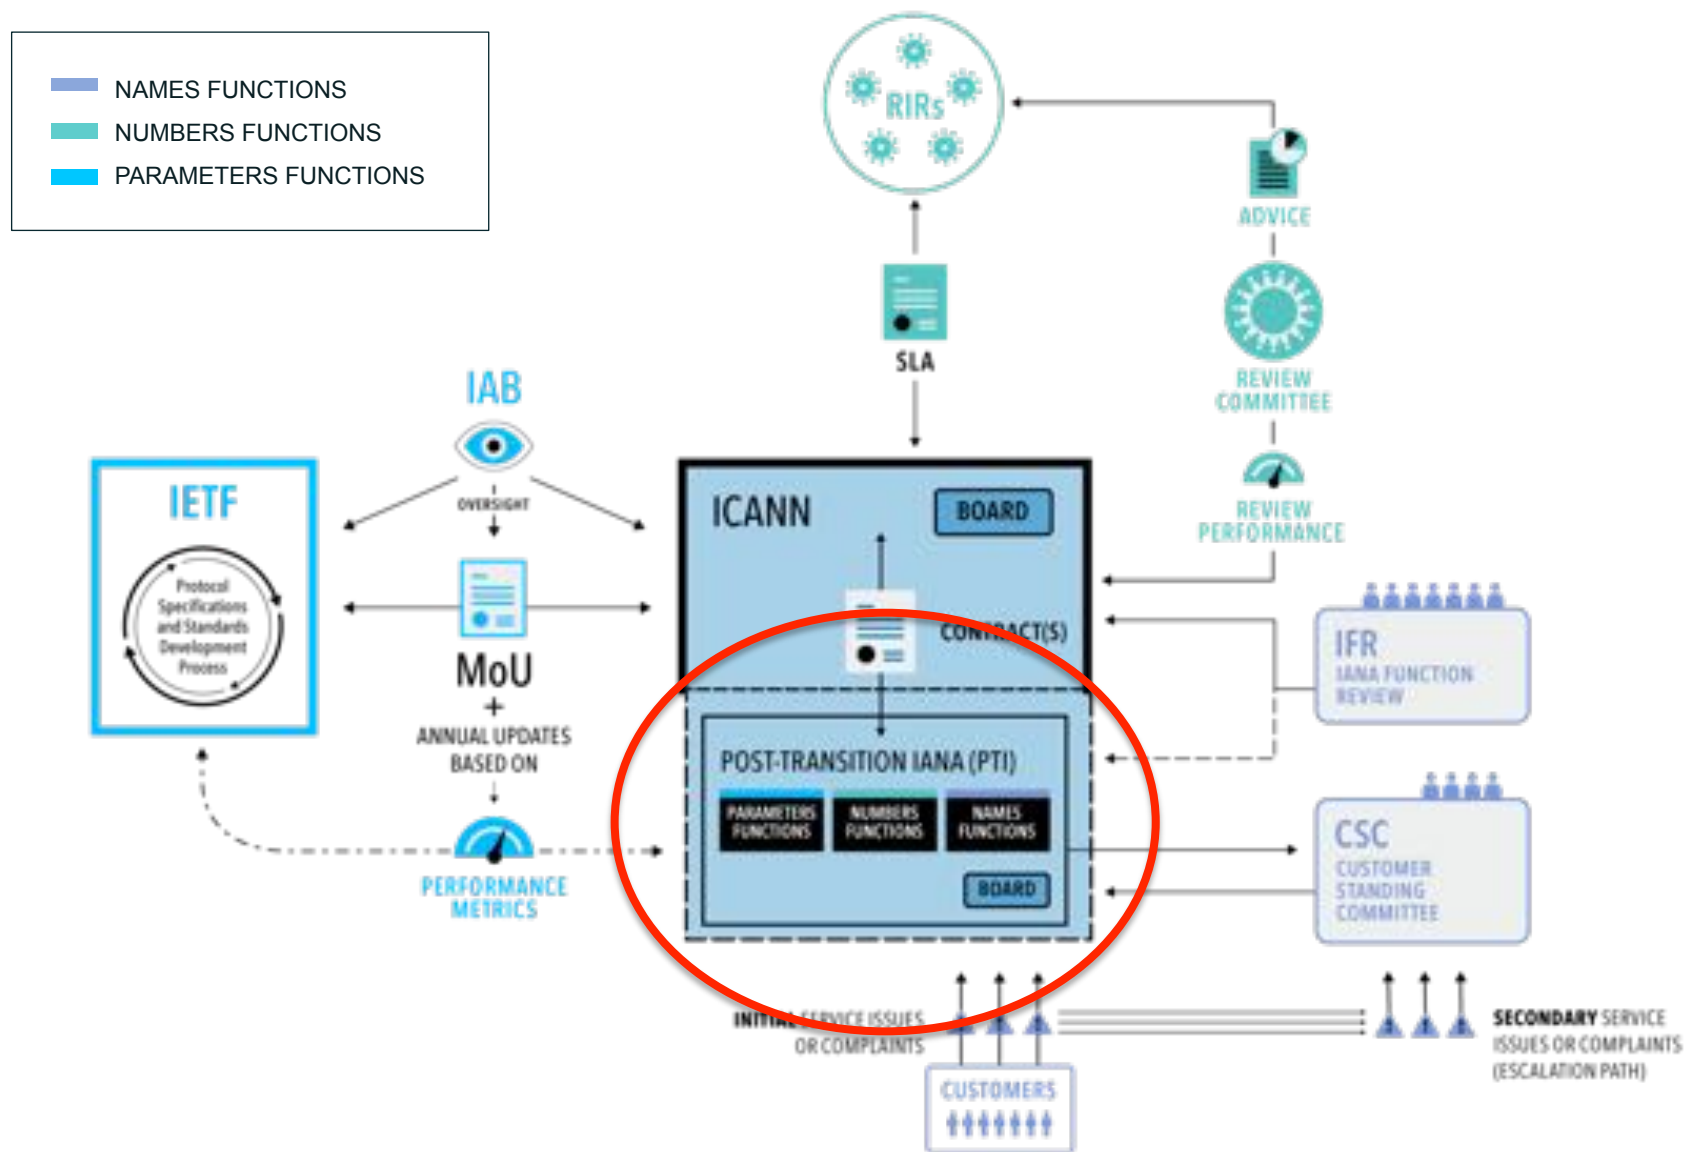 NAMES FUNCTIONS
NUMBERS FUNCTIONS
PARAMETERS FUNCTIONS
RIRs
ADVICE
SLA
REVIEW
COMMITTEE
IAB
OVERSIGHT
REVIEW
PERFORMANCE
IETF
Protocol
Specifications
and Standards
Development
Process
MoU
+
ANNUAL UPDATES
BASED ON
PERFORMANCE
METRICS
ICANN
BOARD
CONTRACT(S)
POST-TRANSITION IANA (PTI)
PARAMETERS
FUNCTIONS
NUMBERS
FUNCTIONS
NAMES
FUNCTIONS
BOARD
IFR
IANA FUNCTION
REVIEW
CSC
CUSTOMER
STANDING
COMMITTEE
INITIAL SERVICE ISSUES
OR COMPLAINTS
CUSTOMERS
SECONDARY SERVICE
ISSUES OR COMPLAINTS
(ESCALATION PATH)